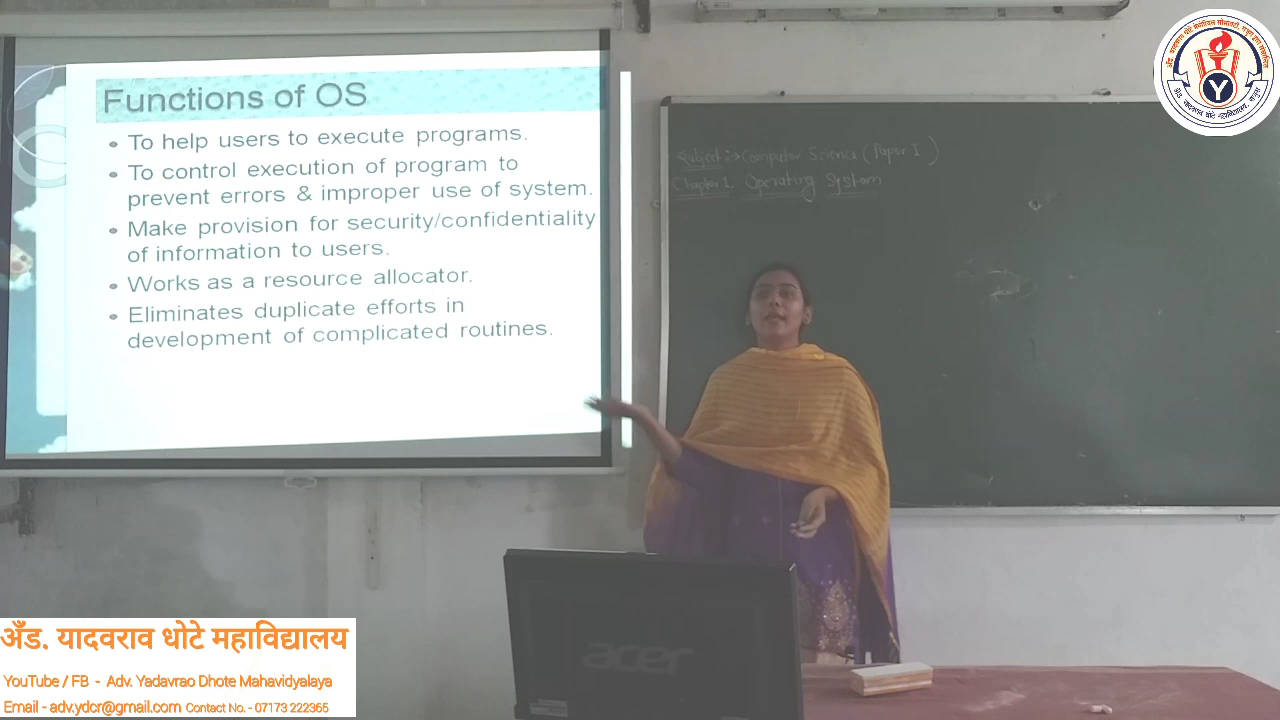 Functions of OS
To help users to execute programs.
To control execution of program to
prevent errors & improper use of system.
Make provision for security/confidentiality
of information to users.
Works as a resource allocator.
Eliminates duplicate efforts in
development of complicated routines.
Subject :-> Computer Science (Paper I)
Chapter 1. Operating System
Y
acer
अँड. यादवराव धोटे महाविद्यालय
YouTube / FB - Adv. Yadavrao Dhote Mahavidyalaya
Email - adv.ydcr@gmail.com Contact No. - 07173 222365